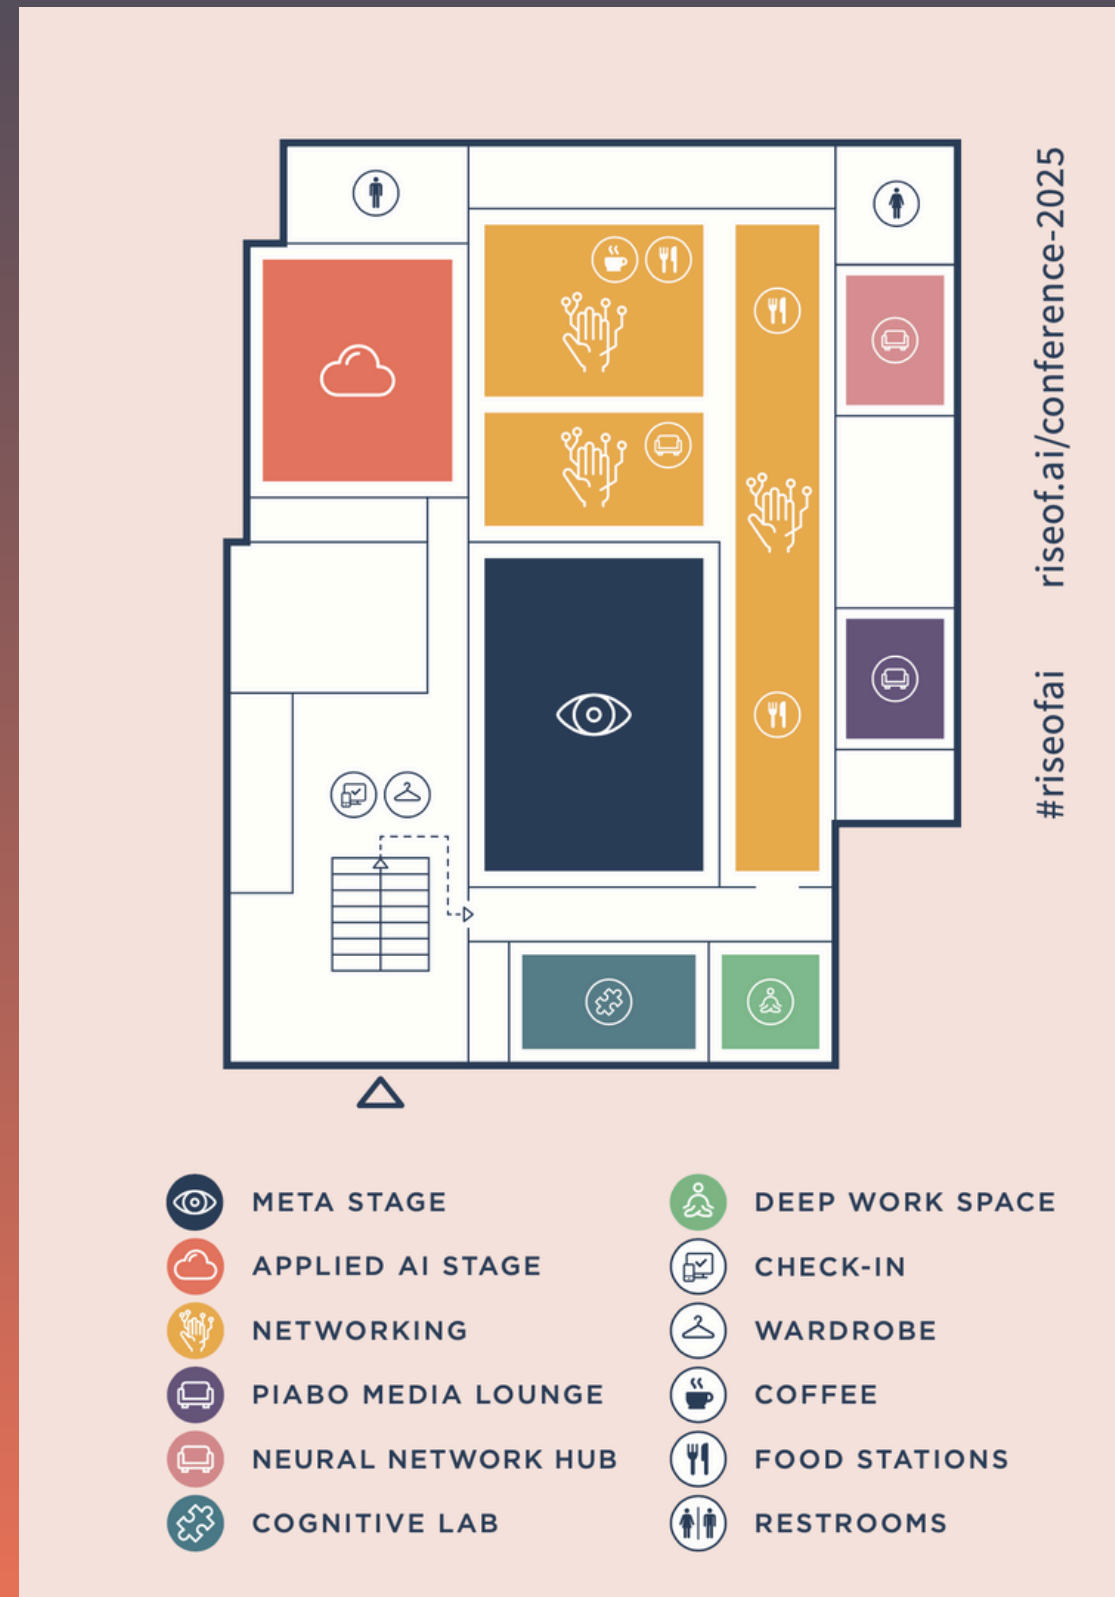 riseof.ai/conference-2025
#riseofai
META STAGE
APPLIED AI STAGE
NETWORKING
PIABO MEDIA LOUNGE
NEURAL NETWORK HUB
COGNITIVE LAB
DEEP WORK SPACE
CHECK-IN
WARDROBE
COFFEE
FOOD STATIONS
RESTROOMS